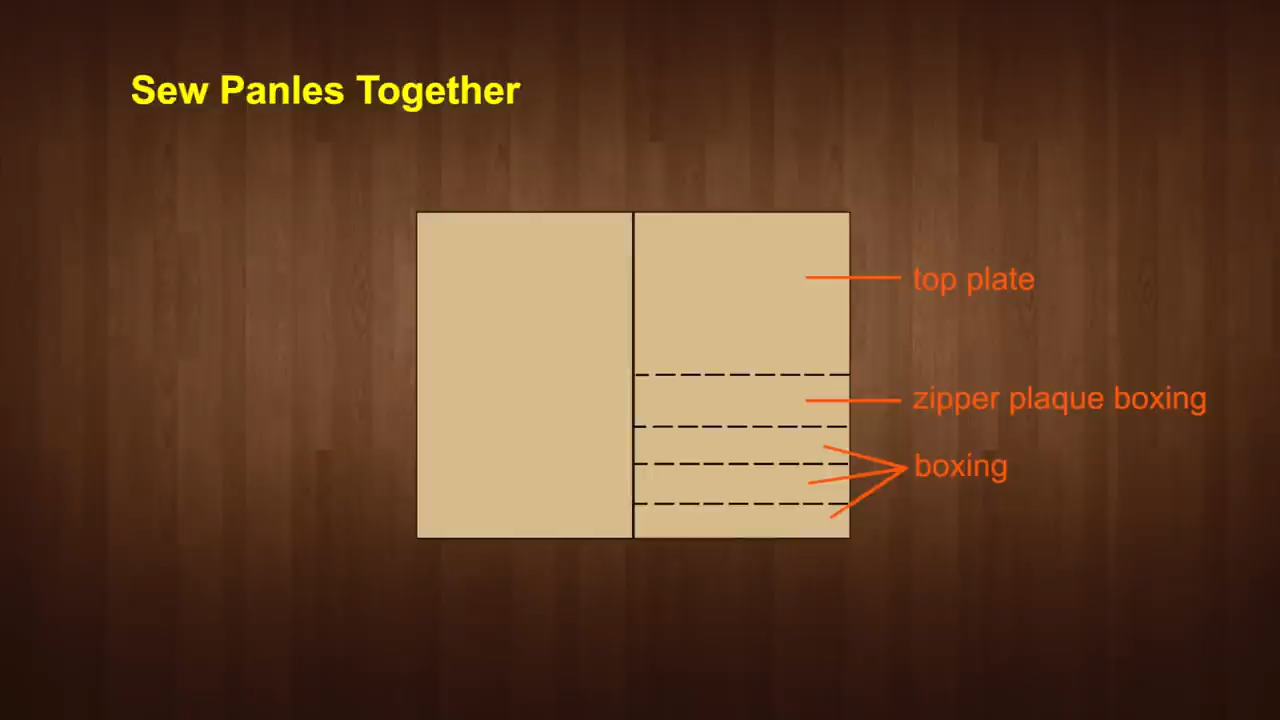 Sew Panles Together
top plate
zipper plaque boxing
boxing